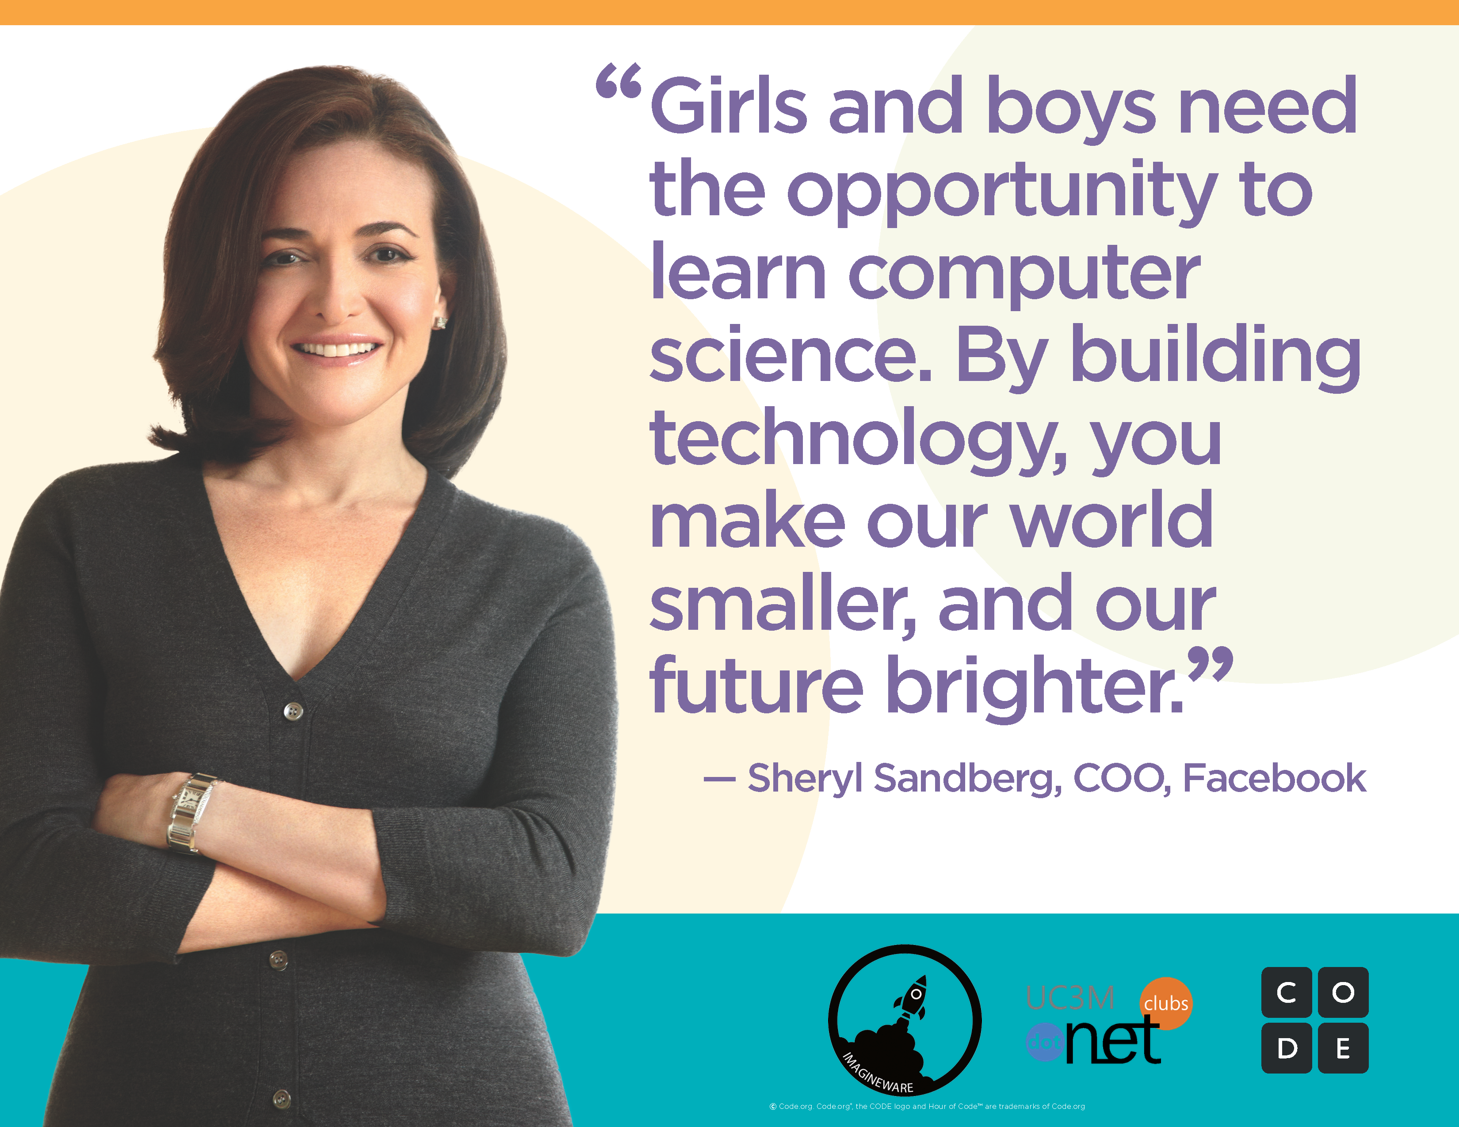 “Girls and boys need
the opportunity to
learn computer
science. By building
technology, you
make our world
smaller, and our
future brighter.”
— Sheryl Sandberg, COO, Facebook
IMAGINEWARE
UC3M
clubs
dot
net
C O
D E
© Code.org. Code.org®, the CODE logo and Hour of Code™ are trademarks of Code.org